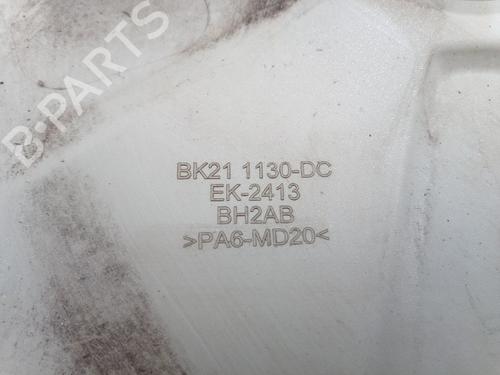 B-PARTS
BK21 1130-DC
EK-2413
BH2AB
>PA6-MD20<